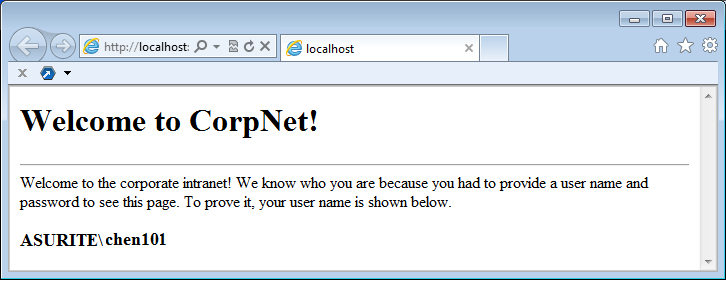 http://localhost:
localhost
Welcome to CorpNet!
Welcome to the corporate intranet! We know who you are because you had to provide a user name and
password to see this page. To prove it, your user name is shown below.
ASURITE\chen101